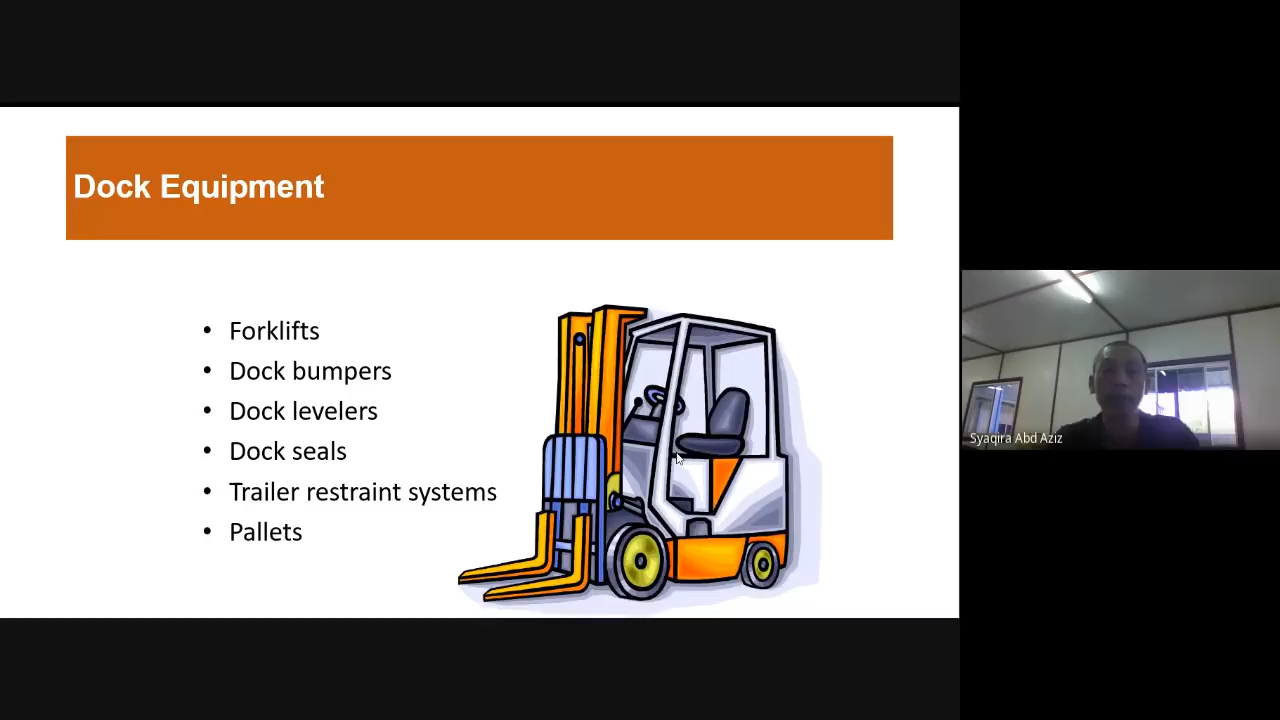 Dock Equipment
• Forklifts
• Dock bumpers
• Dock levelers
• Dock seals
• Trailer restraint systems
• Pallets
Syaqira Abd Aziz